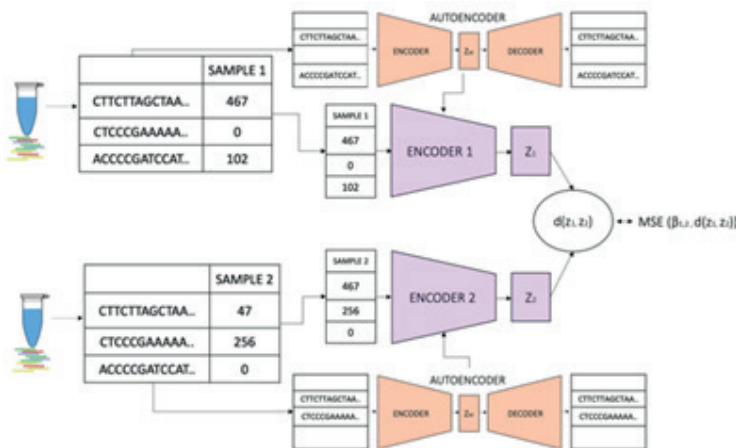 AUTOENCODER
CTTCTTAGCTAA..
ACCCCGATCCAT..
ENCODER
DECODER
CTTCTTAGCTAA..
ACCCCGATCCAT..
SAMPLE 1
CTTCTTAGCTAA.. 467
CTCCCGAAAAA.. 0
ACCCCGATCCAT.. 102
SAMPLE 1
467
0
102
ENCODER 1
Z₁
d(z₁, z₂)
MSE (β₁,₂, d(z₁, z₂))
SAMPLE 2
CTTCTTAGCTAA.. 47
CTCCCGAAAAA.. 256
ACCCCGATCCAT.. 0
SAMPLE 2
467
256
0
ENCODER 2
Z₂
AUTOENCODER
CTTCTTAGCTAA..
CTCCCGAAAAA..
ENCODER
DECODER
CTTCTTAGCTAA..
CTCCCGAAAAA..